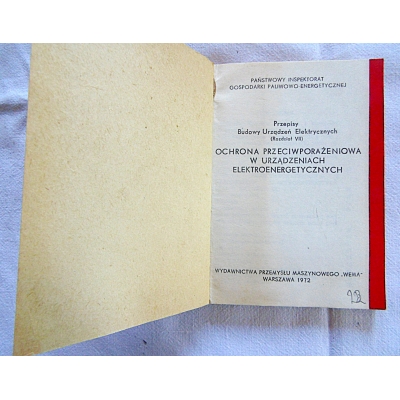 PAŃSTWOWY INSPEKTORAT
GOSPODARKI PALIWOWO-ENERGETYCZNEJ
Przepisy
Budowy Urządzeń Elektrycznych
(Rozdział VII)
OCHRONA PRZECIWPORAŻENIOWA
W URZĄDZENIACH
ELEKTROENERGETYCZNYCH
WYDAWNICTWA PRZEMYSŁU MASZYNOWEGO „WEMA"
WARSZAWA 1972